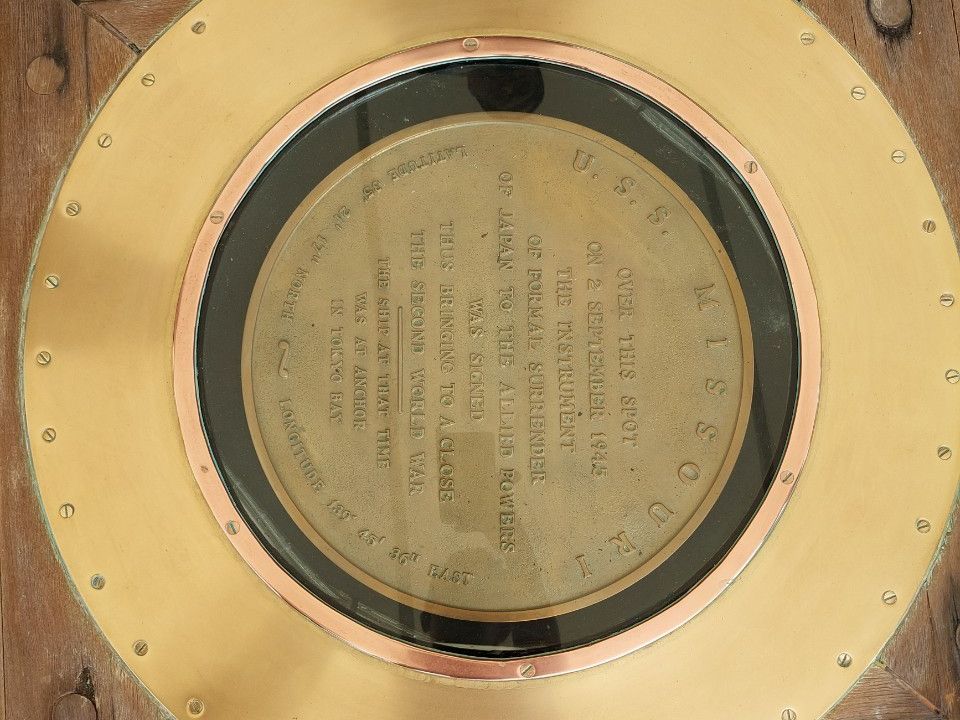 U.S.S. MISSOURI
OVER THIS SPOT
ON 2 SEPTEMBER 1945
THE INSTRUMENT
OF FORMAL SURRENDER
OF JAPAN TO THE ALLIED POWERS
WAS SIGNED
THUS BRINGING TO A CLOSE
THE SECOND WORLD WAR
THE SHIP AT THAT TIME
WAS AT ANCHOR
IN TOKYO BAY
LATITUDE 35° 21' 17" NORTH ~ LONGITUDE 139° 45' 36" EAST